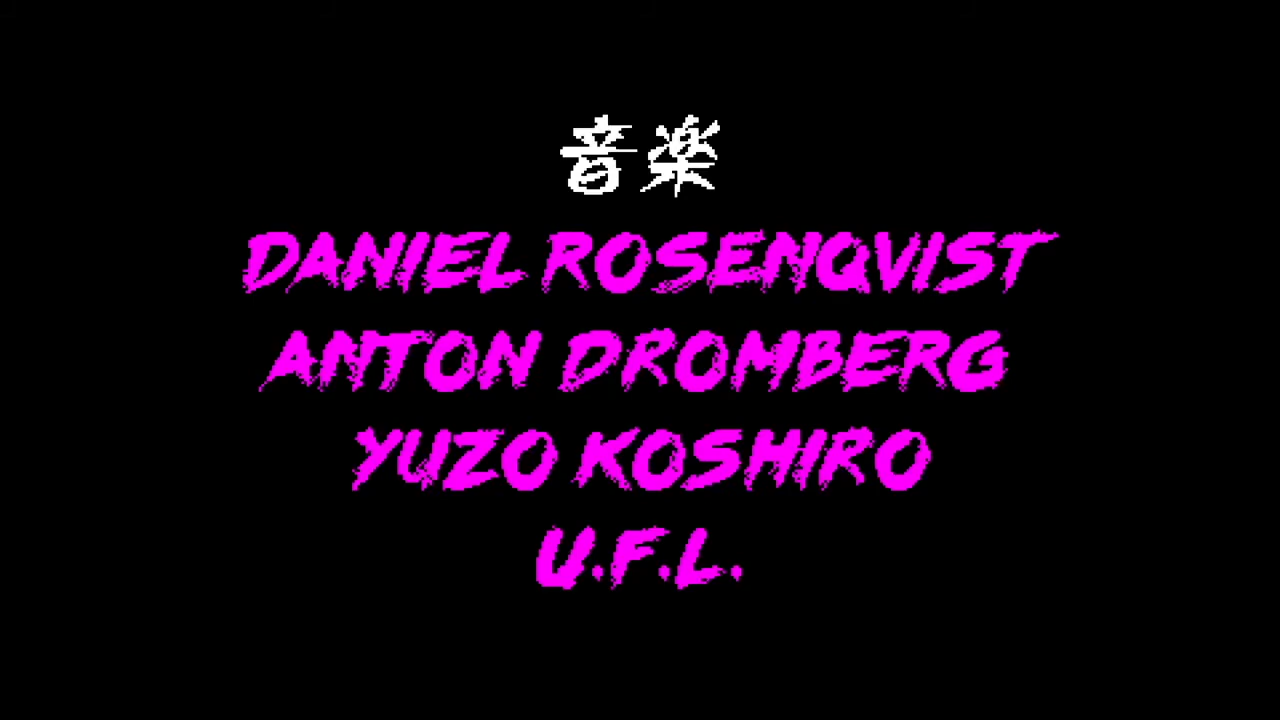 音楽
DANIEL ROSENQVIST
ANTON DROMBERG
YUZO KOSHIRO
U.F.L.